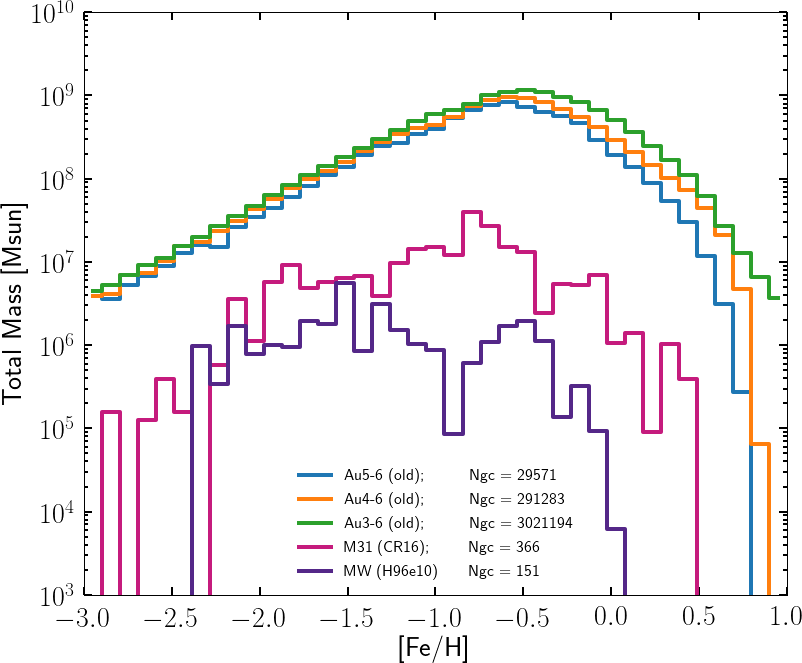 10^10
10^9
10^8
10^7
10^6
10^5
10^4
10^3
Total Mass [Msun]
Au5-6 (old); Ngc = 29571
Au4-6 (old); Ngc = 291283
Au3-6 (old); Ngc = 3021194
M31 (CR16); Ngc = 366
MW (H96e10) Ngc = 151
−3.0 −2.5 −2.0 −1.5 −1.0 −0.5 0.0 0.5 1.0
[Fe/H]